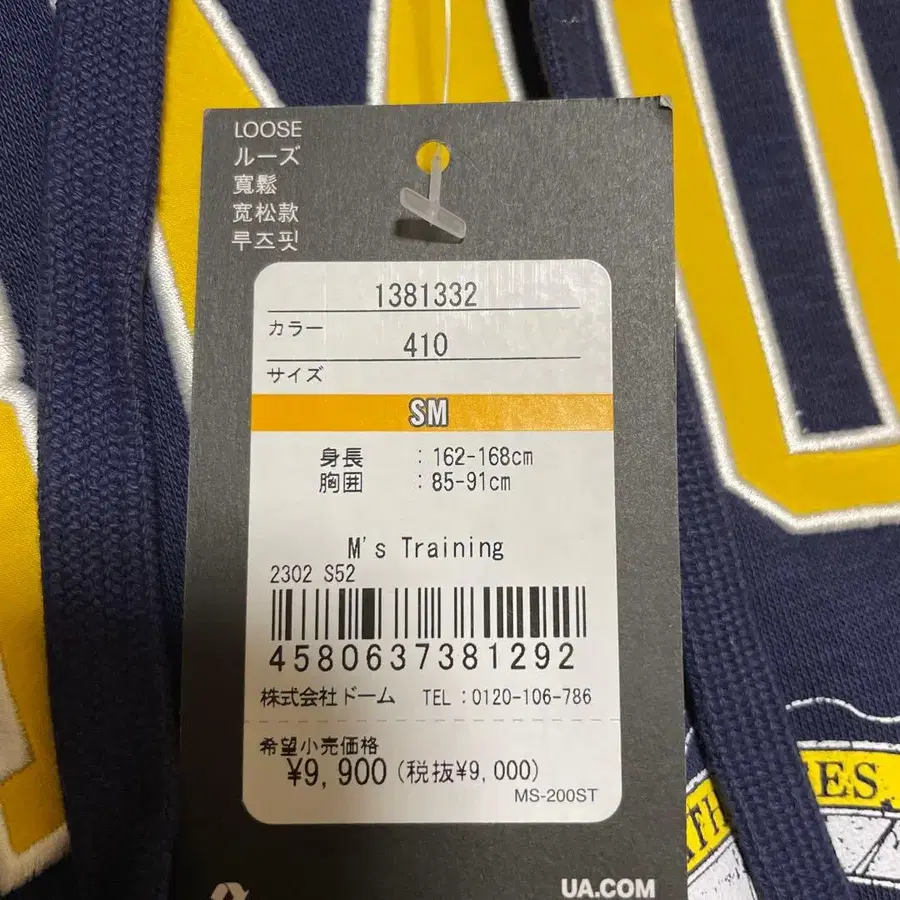 LOOSE
ルーズ
寬鬆
宽松款
루즈핏
1381332
カラー
410
サイズ
SM
身長 : 162-168cm
胸囲 : 85-91cm
M's Training
2302 S52
4580637381292
株式会社ドーム TEL : 0120-106-786
希望小売価格
¥9,900 (税抜¥9,000)
MS-200ST
UA.COM
ES